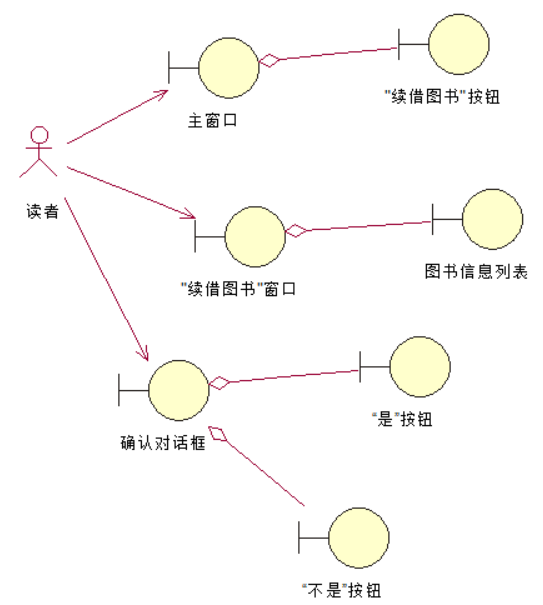 "续借图书"按钮
主窗口
读者
图书信息列表
"续借图书"窗口
“是”按钮
确认对话框
“不是”按钮